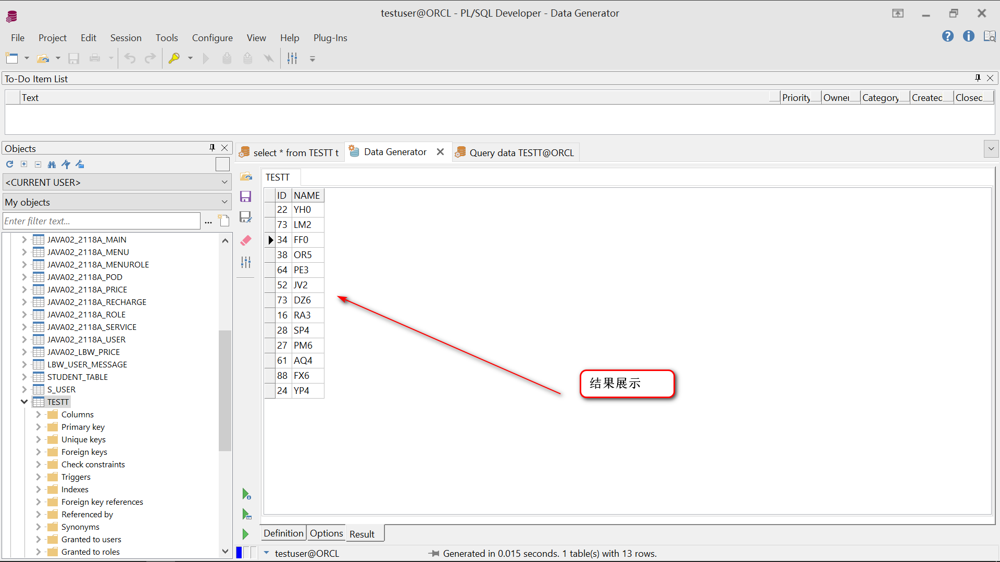 testuser@ORCL - PL/SQL Developer - Data Generator
File Project Edit Session Tools Configure View Help Plug-Ins
To-Do Item List
Text Priority Owner Category Created Closed
Objects
<CURRENT USER>
My objects
Enter filter text...
...
JAVA02_2118A_MAIN
JAVA02_2118A_MENU
JAVA02_2118A_MENUROLE
JAVA02_2118A_POD
JAVA02_2118A_PRICE
JAVA02_2118A_RECHARGE
JAVA02_2118A_ROLE
JAVA02_2118A_SERVICE
JAVA02_2118A_USER
JAVA02_LBW_PRICE
LBW_USER_MESSAGE
STUDENT_TABLE
S_USER
TESTT
Columns
Primary key
Unique keys
Foreign keys
Check constraints
Triggers
Indexes
Foreign key references
Referenced by
Synonyms
Granted to users
Granted to roles
select * from TESTT t
Data Generator
Query data TESTT@ORCL
TESTT
ID NAME
22 YH0
73 LM2
34 FF0
38 OR5
64 PE3
52 JV2
73 DZ6
16 RA3
28 SP4
27 PM6
61 AQ4
88 FX6
24 YP4
结果展示
Definition Options Result
testuser@ORCL
Generated in 0.015 seconds. 1 table(s) with 13 rows.